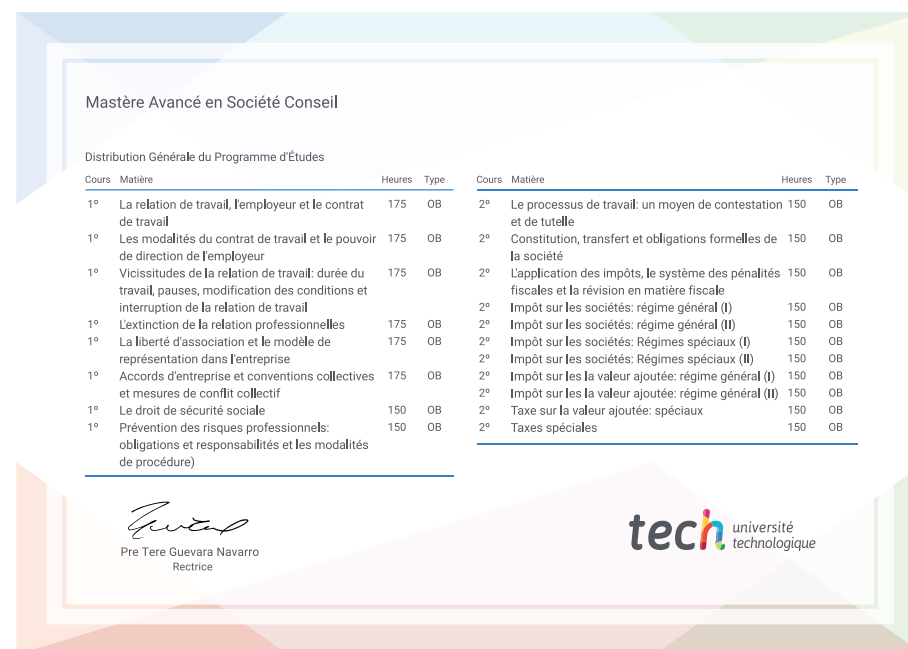 Mastère Avancé en Société Conseil
Distribution Générale du Programme d'Études
Cours Matière Heures Type
1º La relation de travail, l'employeur et le contrat 175 OB
de travail
1º Les modalités du contrat de travail et le pouvoir 175 OB
de direction de l'employeur
1º Vicissitudes de la relation de travail: durée du 175 OB
travail, pauses, modification des conditions et
interruption de la relation de travail
1º L'extinction de la relation professionnelles 175 OB
1º La liberté d'association et le modèle de 175 OB
représentation dans l'entreprise
1º Accords d'entreprise et conventions collectives 175 OB
et mesures de conflit collectif
1º Le droit de sécurité sociale 150 OB
1º Prévention des risques professionnels: 150 OB
obligations et responsabilités et les modalités
de procédure)
Cours Matière Heures Type
2º Le processus de travail: un moyen de contestation 150 OB
et de tutelle
2º Constitution, transfert et obligations formelles de 150 OB
la société
2º L'application des impôts, le système des pénalités 150 OB
fiscales et la révision en matière fiscale
2º Impôt sur les sociétés: régime général (I) 150 OB
2º Impôt sur les sociétés: régime général (II) 150 OB
2º Impôt sur les sociétés: Régimes spéciaux (I) 150 OB
2º Impôt sur les sociétés: Régimes spéciaux (II) 150 OB
2º Impôt sur les la valeur ajoutée: régime général (I) 150 OB
2º Impôt sur les la valeur ajoutée: régime général (II) 150 OB
2º Taxe sur la valeur ajoutée: spéciaux 150 OB
2º Taxes spéciales 150 OB
Pre Tere Guevara Navarro
Rectrice
tech université
technologique